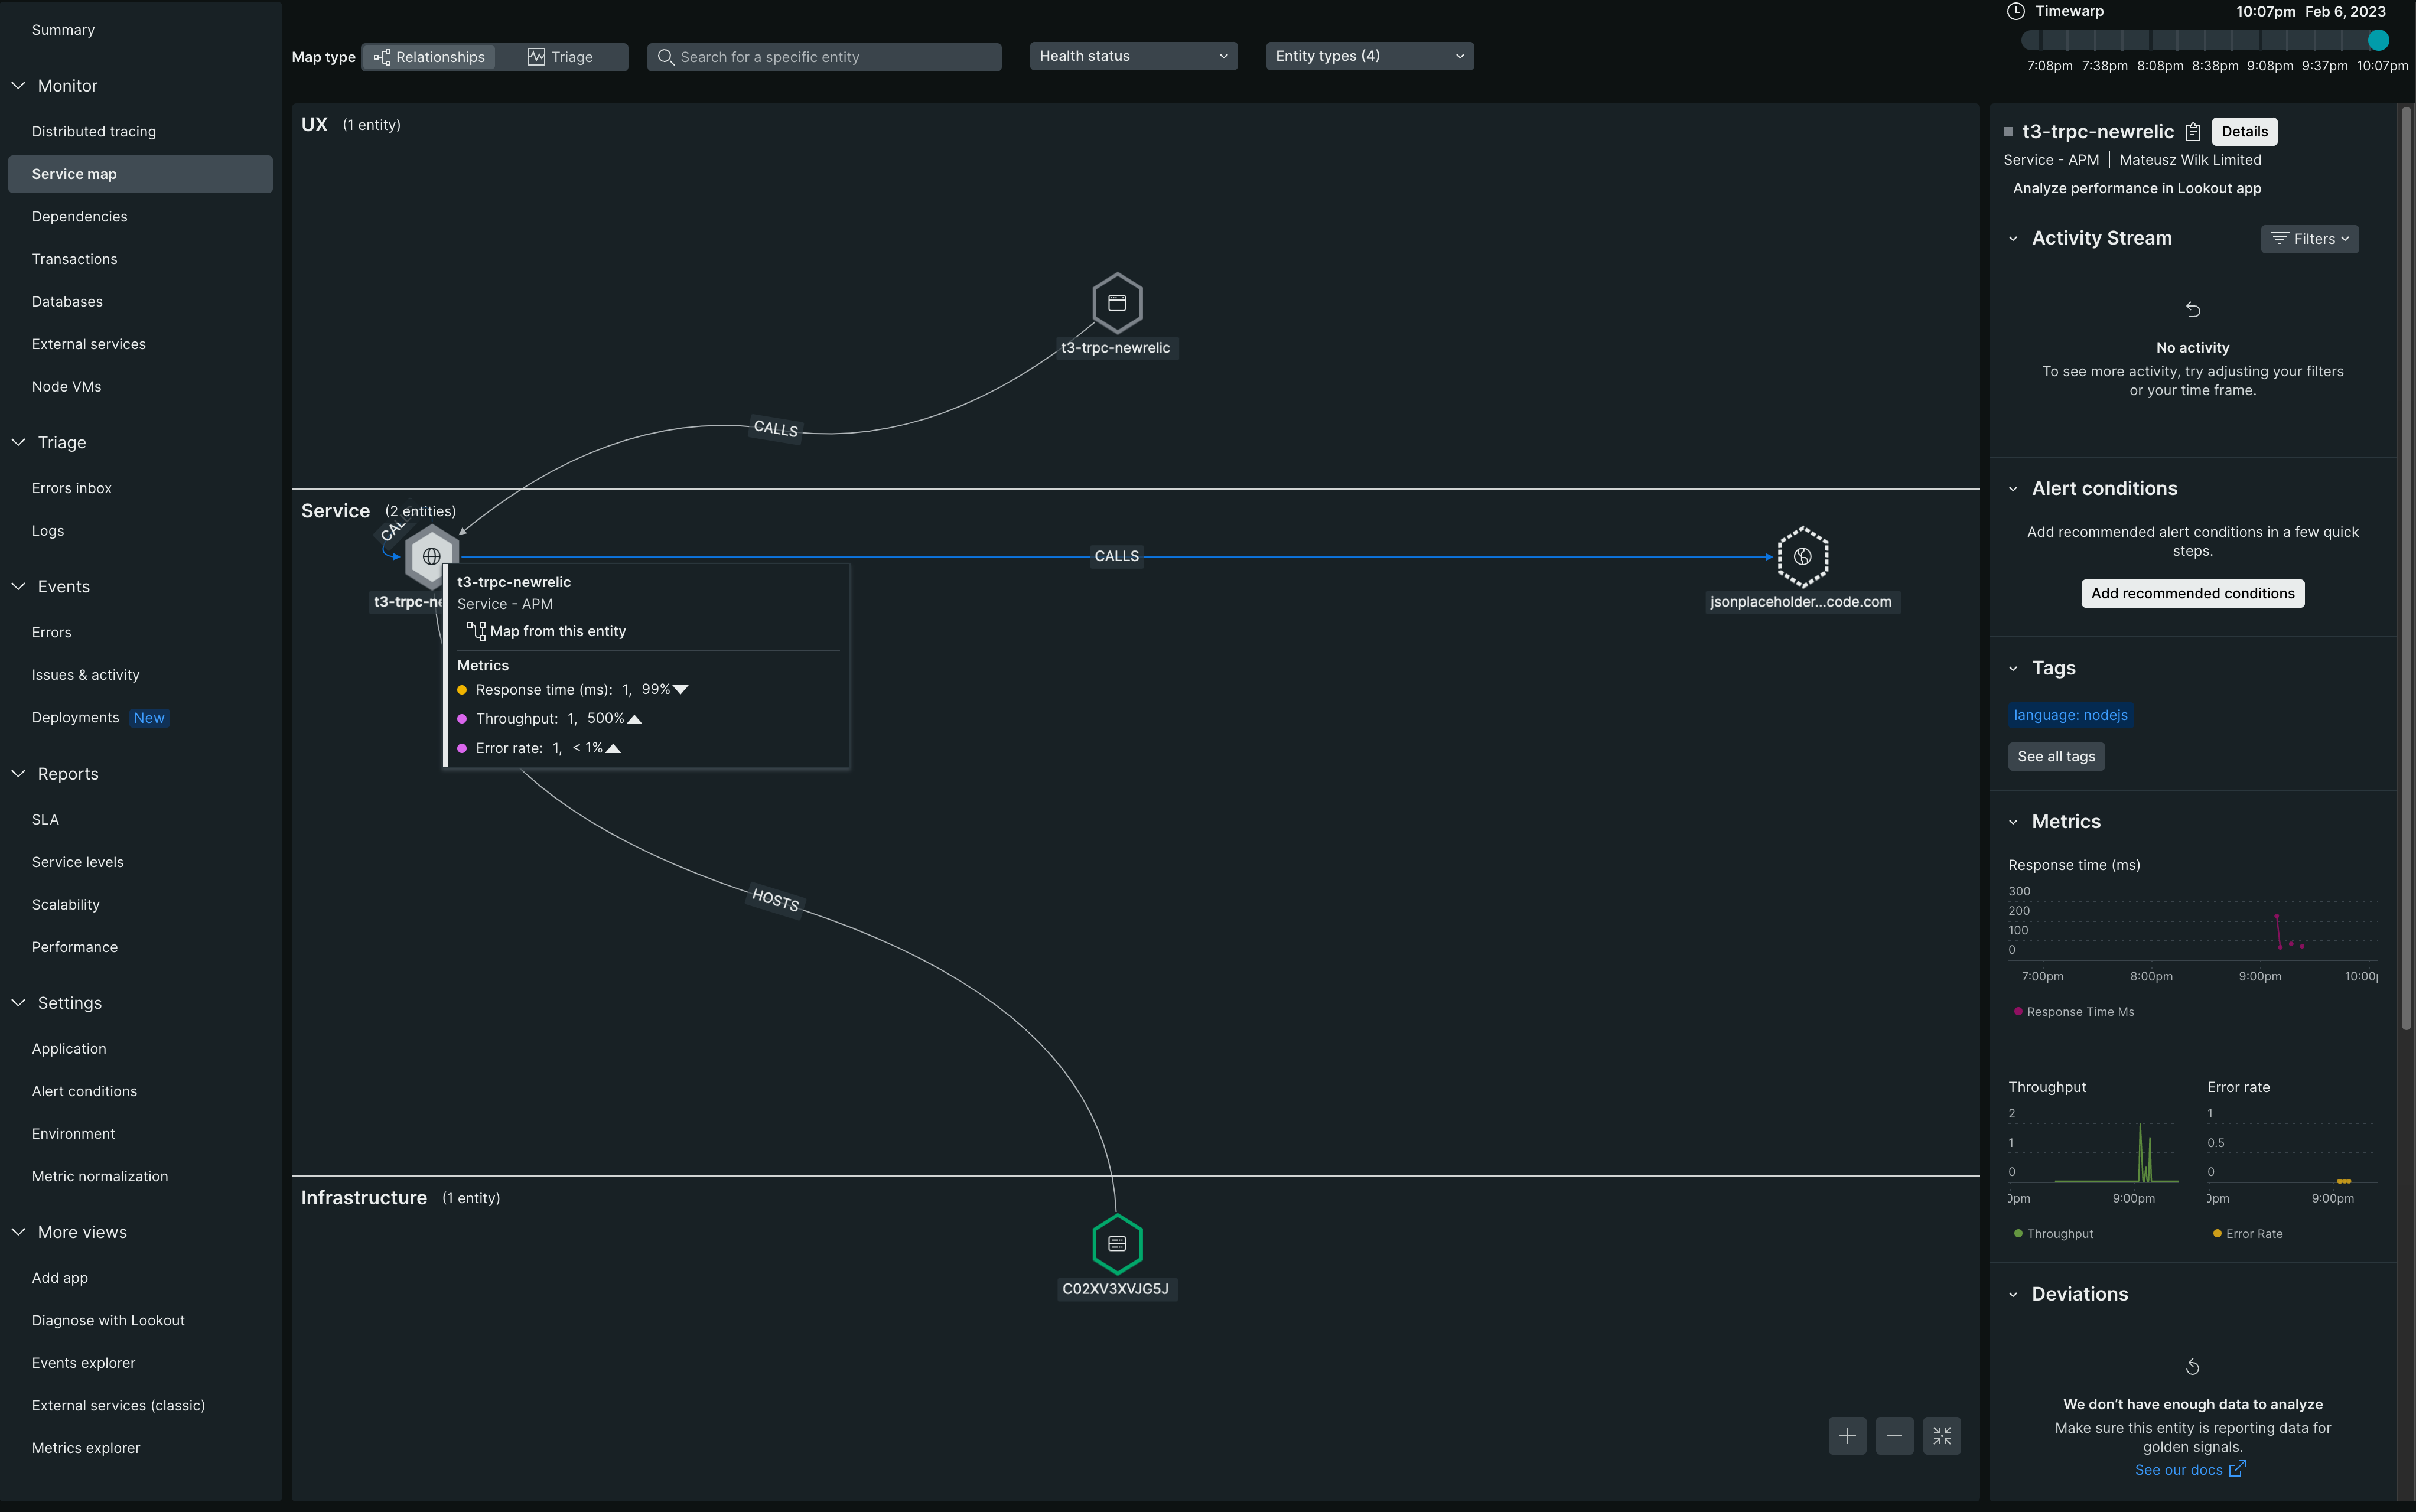 Summary
Monitor
Distributed tracing
Service map
Dependencies
Transactions
Databases
External services
Node VMs
Triage
Errors inbox
Logs
Events
Errors
Issues & activity
Deployments New
Reports
SLA
Service levels
Scalability
Performance
Settings
Application
Alert conditions
Environment
Metric normalization
More views
Add app
Diagnose with Lookout
Events explorer
External services (classic)
Metrics explorer
Map type Relationships Triage
Search for a specific entity
Health status
Entity types (4)
Timewarp 10:07pm Feb 6, 2023
7:08pm 7:38pm 8:08pm 8:38pm 9:08pm 9:37pm 10:07pm
UX (1 entity)
t3-trpc-newrelic
CALLS
Service (2 entities)
CAL
t3-trpc-ne
CALLS
jsonplaceholder...code.com
t3-trpc-newrelic
Service - APM
Map from this entity
Metrics
Response time (ms): 1, 99%
Throughput: 1, 500%
Error rate: 1, < 1%
HOSTS
Infrastructure (1 entity)
C02XV3XVJG5J
t3-trpc-newrelic Details
Service - APM | Mateusz Wilk Limited
Analyze performance in Lookout app
Activity Stream Filters
No activity
To see more activity, try adjusting your filters
or your time frame.
Alert conditions
Add recommended alert conditions in a few quick
steps.
Add recommended conditions
Tags
language: nodejs
See all tags
Metrics
Response time (ms)
300
200
100
0
7:00pm 8:00pm 9:00pm 10:00p
Response Time Ms
Throughput
2
1
0
0pm 9:00pm
Throughput
Error rate
1
0.5
0
0pm 9:00pm
Error Rate
Deviations
We don't have enough data to analyze
Make sure this entity is reporting data for
golden signals.
See our docs